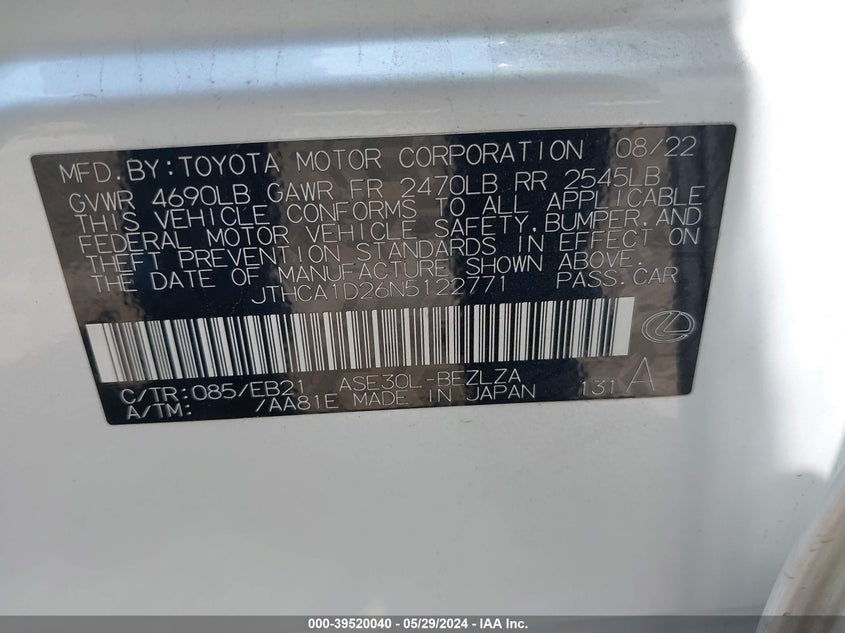 MFD.BY:TOYOTA MOTOR CORPORATION 08/22
GVWR 4690LB GAWR FR 2470LB RR 2545LB
THIS VEHICLE CONFORMS TO ALL APPLICABLE
FEDERAL MOTOR VEHICLE SAFETY,BUMPER,AND
THEFT PREVENTION STANDARDS IN EFFECT ON
THE DATE OF MANUFACTURE SHOWN ABOVE.
JTHCA1D26N5122771 PASS.CAR
C/TR:085/EB21 ASE30L-BEZLZA 131 A
A/TM: /AA81E MADE IN JAPAN
000-39520040 - 05/29/2024 - IAA Inc.